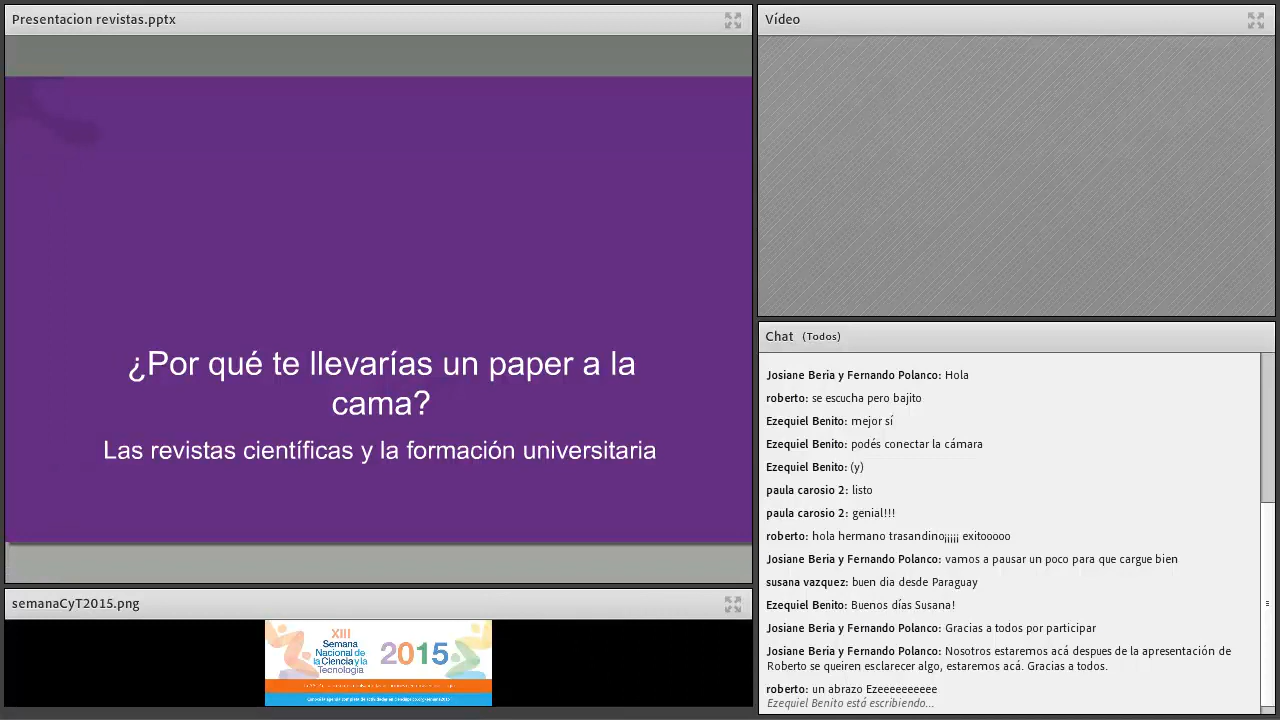 Presentacion revistas.pptx
¿Por qué te llevarías un paper a la
cama?
Las revistas científicas y la formación universitaria
semanaCyT2015.png
XIII
Semana
Nacional de
la Ciencia y la
Tecnología
2015
Vídeo
Chat (Todos)
Josiane Beria y Fernando Polanco: Hola
roberto: se escucha pero bajito
Ezequiel Benito: mejor sí
Ezequiel Benito: podés conectar la cámara
Ezequiel Benito: (y)
paula carosio 2: listo
paula carosio 2: genial!!!
roberto: hola hermano trasandino¡¡¡¡¡ exitooooo
Josiane Beria y Fernando Polanco: vamos a pausar un poco para que cargue bien
susana vazquez: buen dia desde Paraguay
Ezequiel Benito: Buenos días Susana!
Josiane Beria y Fernando Polanco: Gracias a todos por participar
Josiane Beria y Fernando Polanco: Nosotros estaremos acá despues de la apresentación de
Roberto se queiren esclarecer algo, estaremos acá. Gracias a todos.
roberto: un abrazo Ezeeeeeeeeee
Ezequiel Benito está escribiendo...